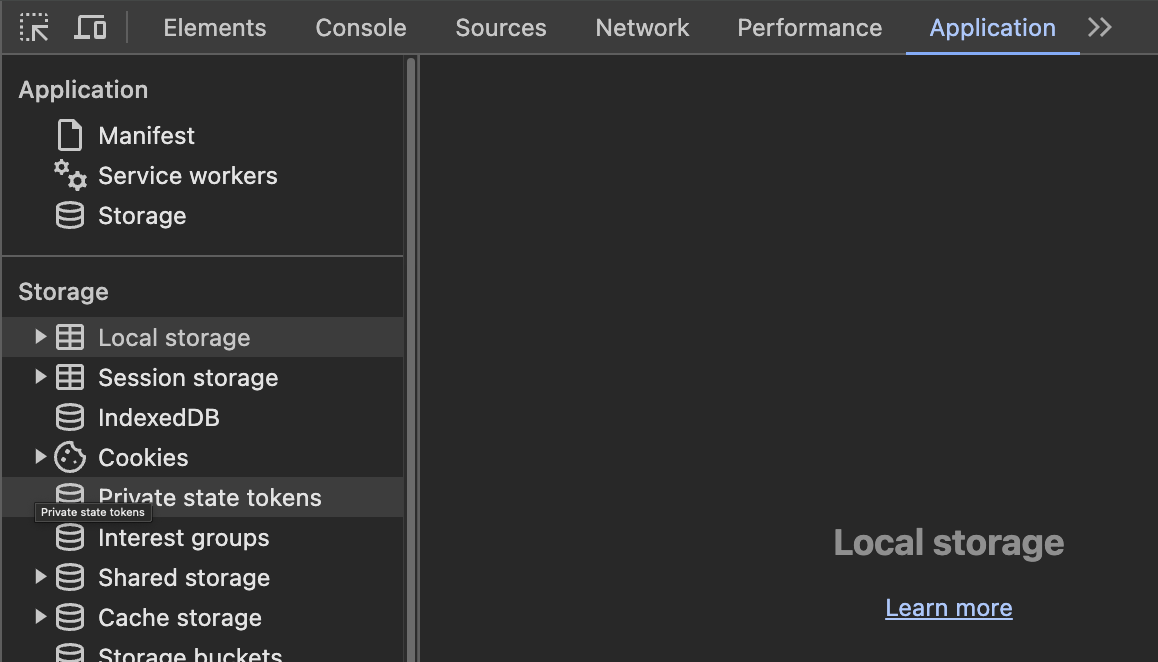 Elements Console Sources Network Performance Application
Application
Manifest
Service workers
Storage
Storage
Local storage
Session storage
IndexedDB
Cookies
Private state tokens
Private state tokens
Interest groups
Shared storage
Cache storage
Storage buckets
Local storage
Learn more